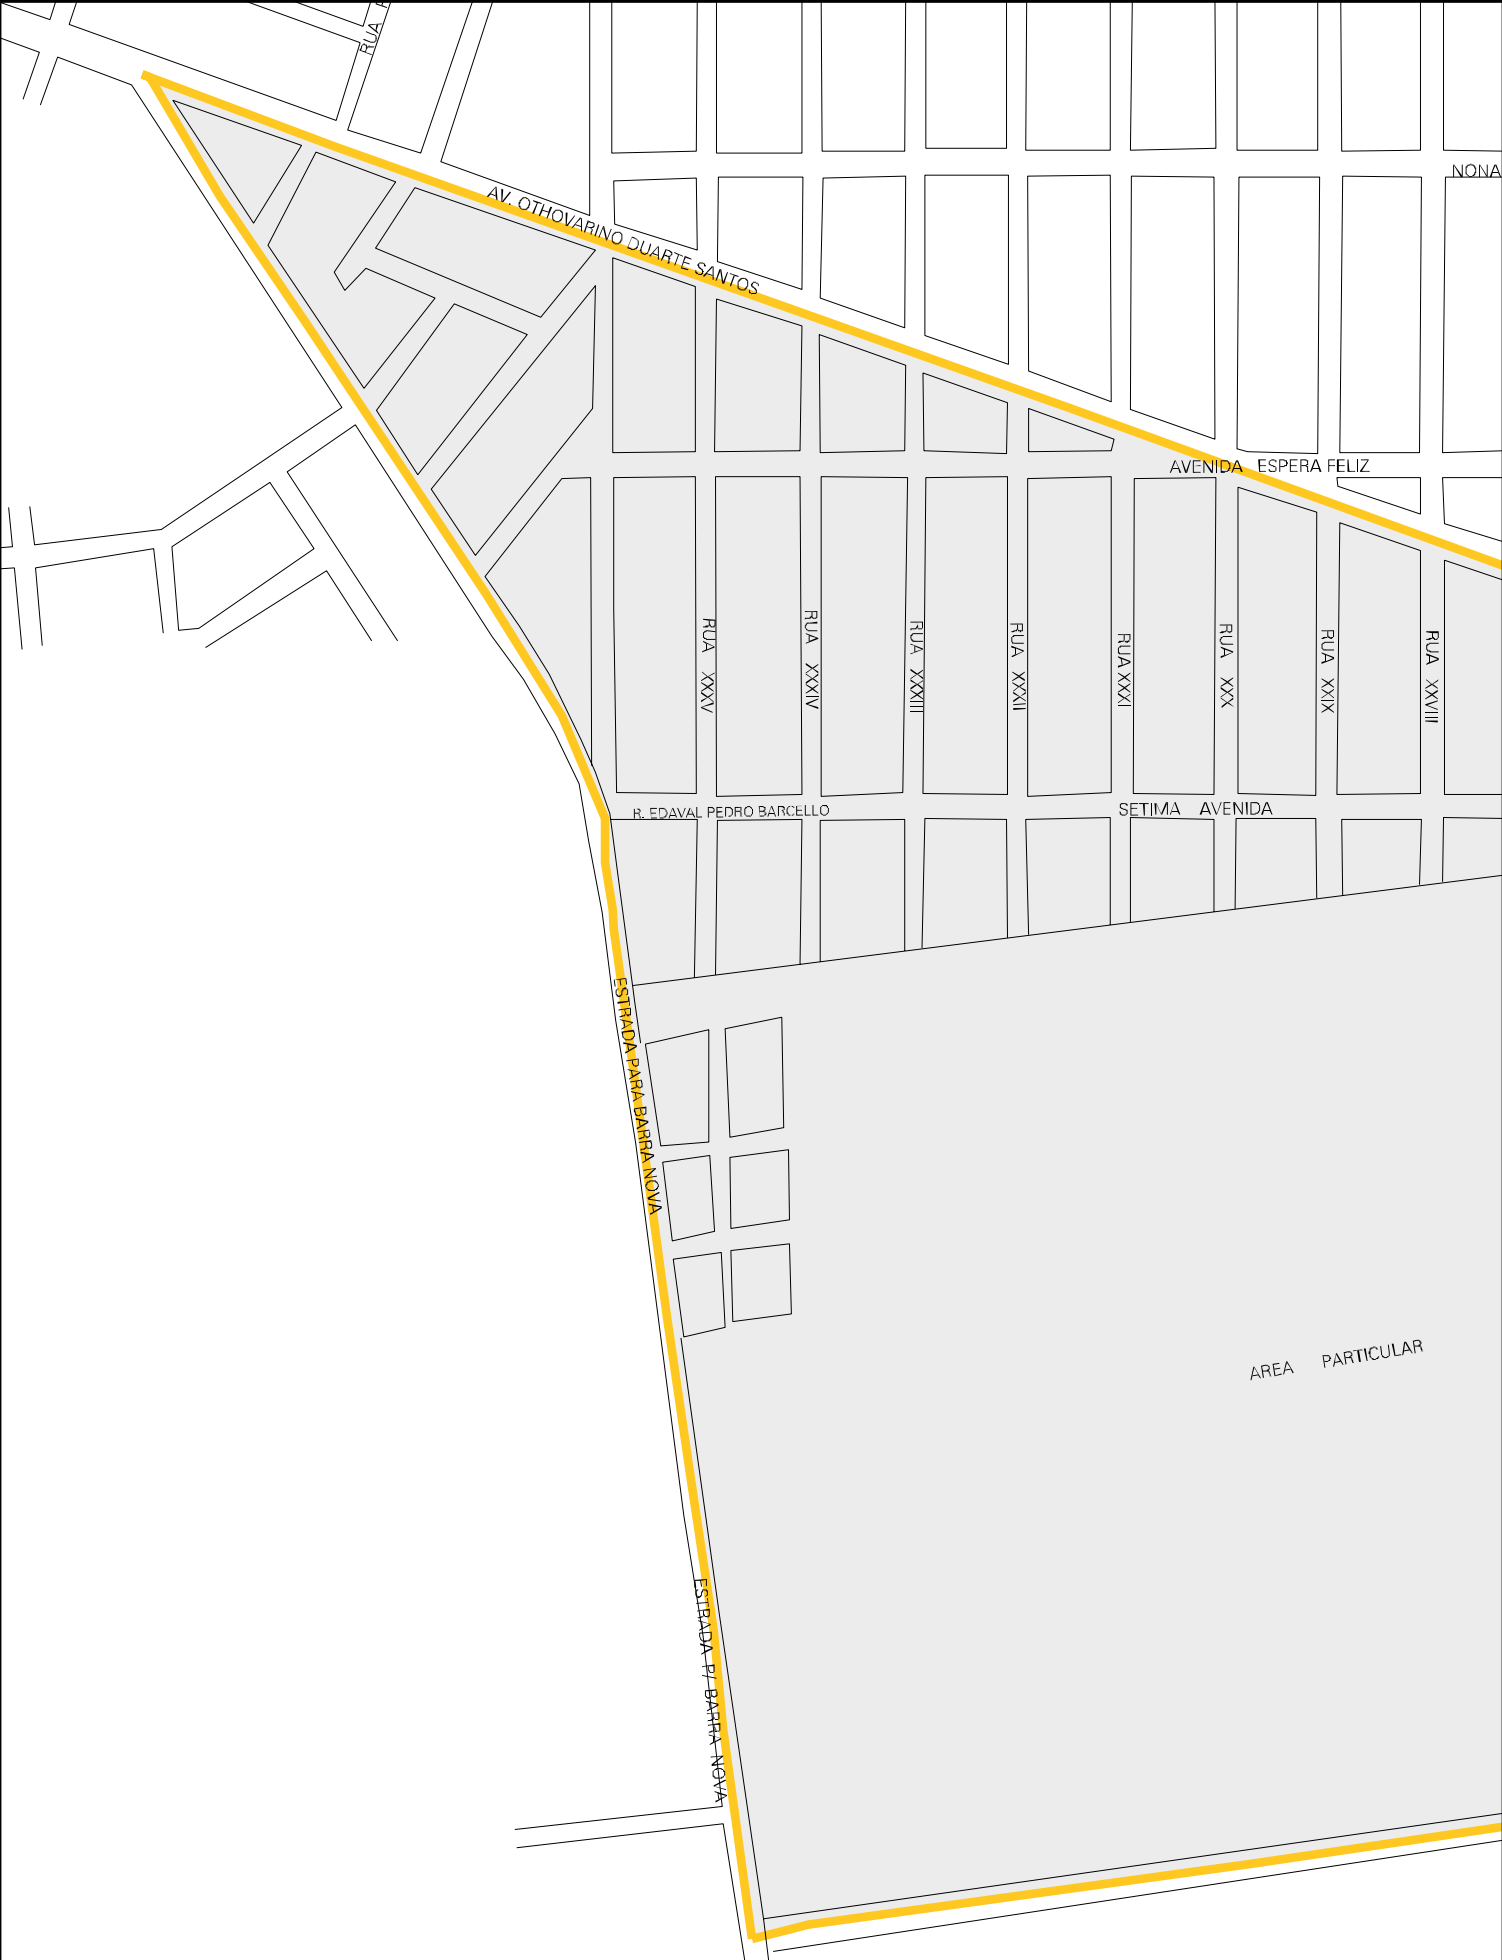 RUA
NONA
AV. OTHOVARINO DUARTE SANTOS
AVENIDA ESPERA FELIZ
RUA XXXV
RUA XXXIV
RUA XXXIII
RUA XXXII
RUA XXXI
RUA XXX
RUA XXIX
RUA XXVIII
R. EDAVAL PEDRO BARCELLO
SETIMA AVENIDA
ESTRADA PARA BARRA NOVA
AREA PARTICULAR
ESTRADA P/ BARRA NOVA